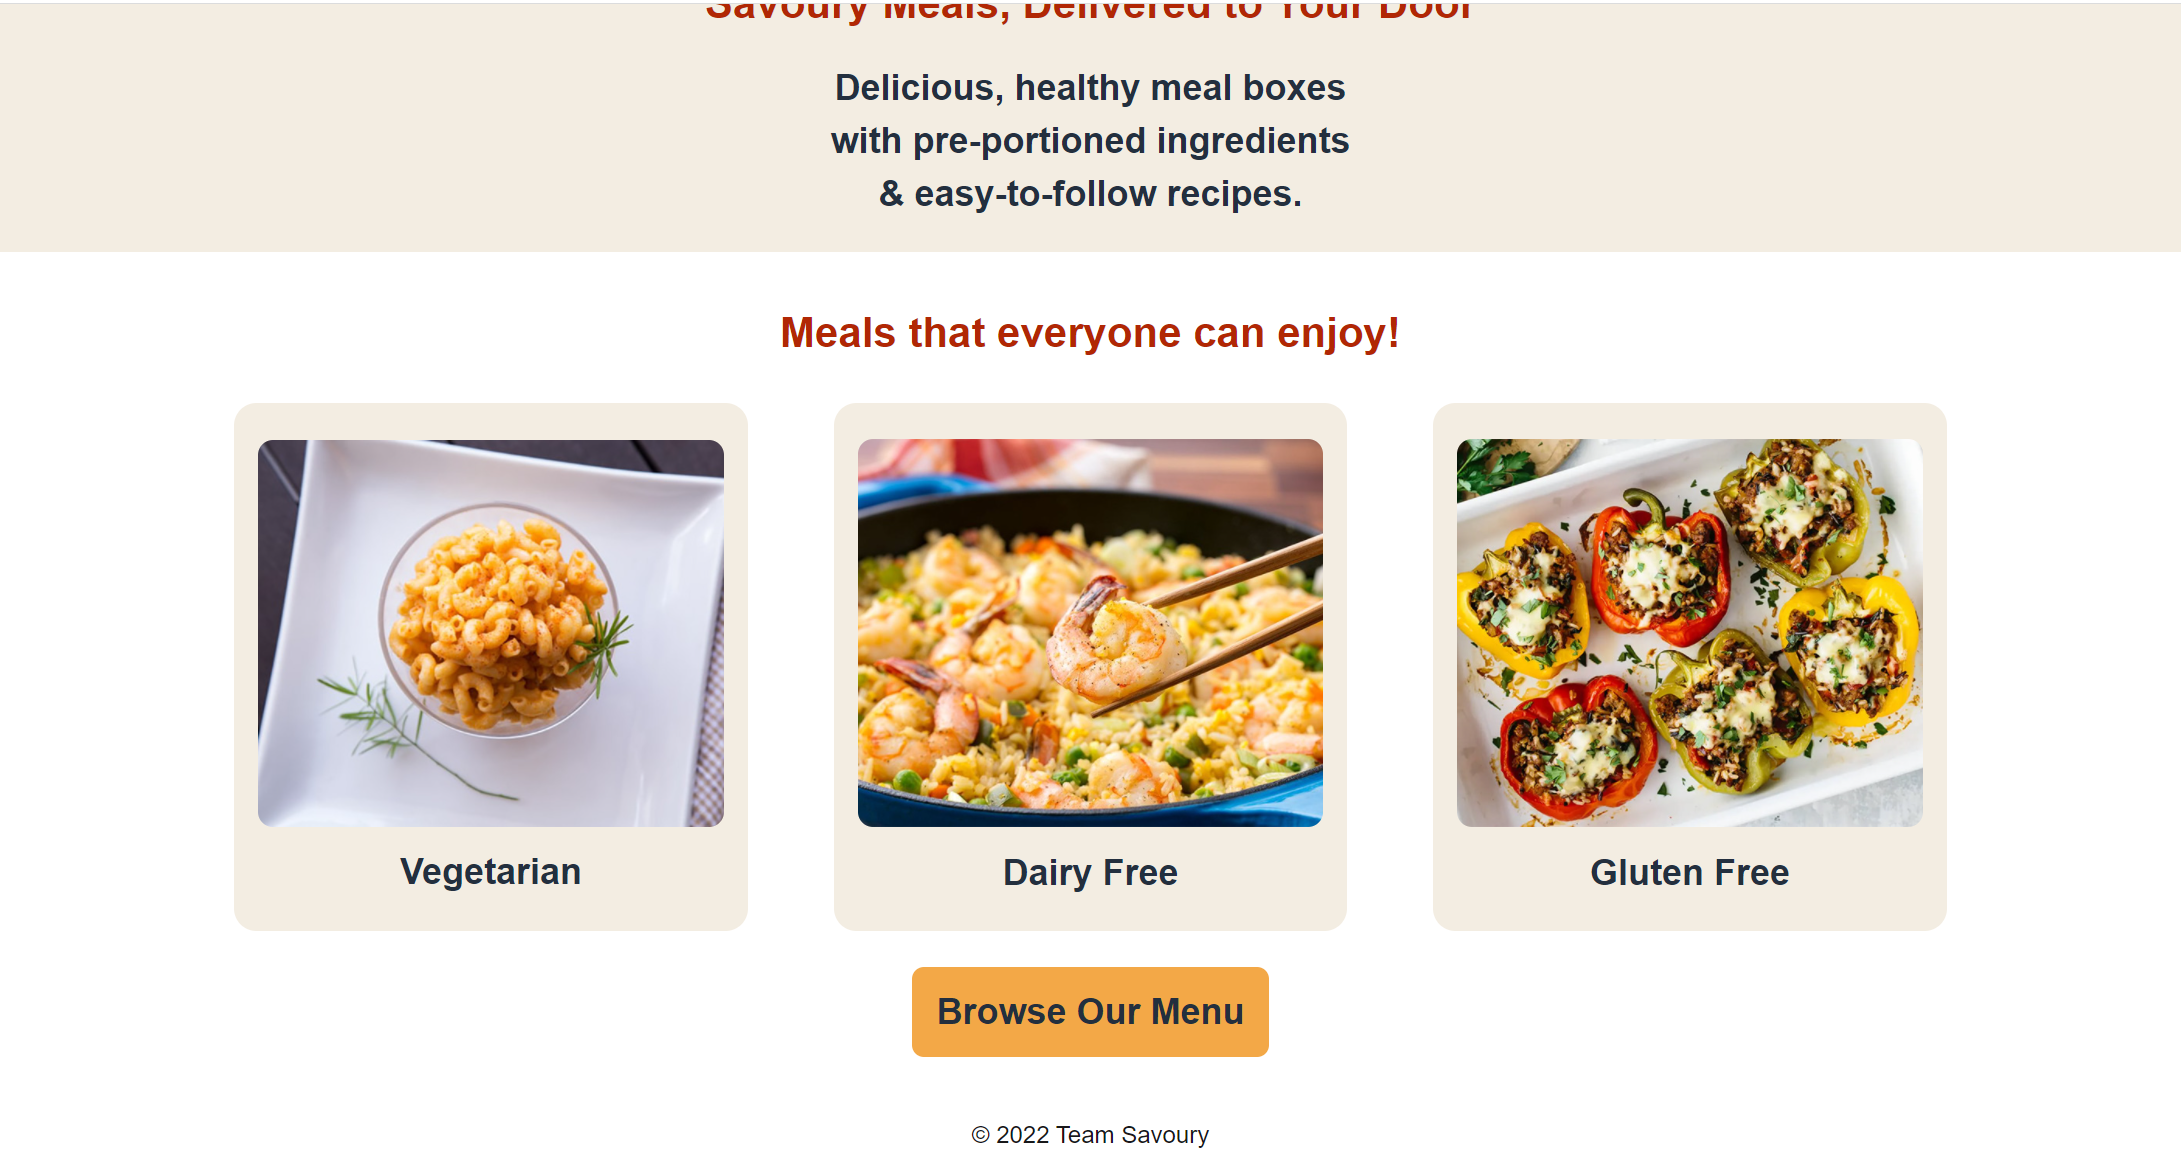 Savoury Meals, Delivered to Your Door
Delicious, healthy meal boxes
with pre-portioned ingredients
& easy-to-follow recipes.
Meals that everyone can enjoy!
Vegetarian
Dairy Free
Gluten Free
Browse Our Menu
© 2022 Team Savoury